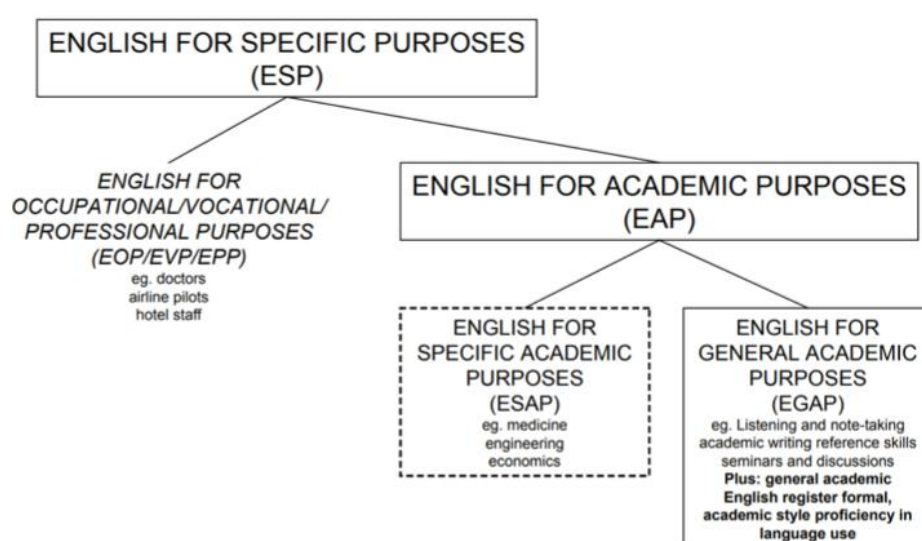 ENGLISH FOR SPECIFIC PURPOSES
(ESP)
ENGLISH FOR
OCCUPATIONAL/VOCATIONAL/
PROFESSIONAL PURPOSES
(EOP/EVP/EPP)
eg. doctors
airline pilots
hotel staff
ENGLISH FOR ACADEMIC PURPOSES
(EAP)
ENGLISH FOR
SPECIFIC ACADEMIC
PURPOSES
(ESAP)
eg. medicine
engineering
economics
ENGLISH FOR
GENERAL ACADEMIC
PURPOSES
(EGAP)
eg. Listening and note-taking
academic writing reference skills
seminars and discussions
Plus: general academic
English register formal,
academic style proficiency in
language use